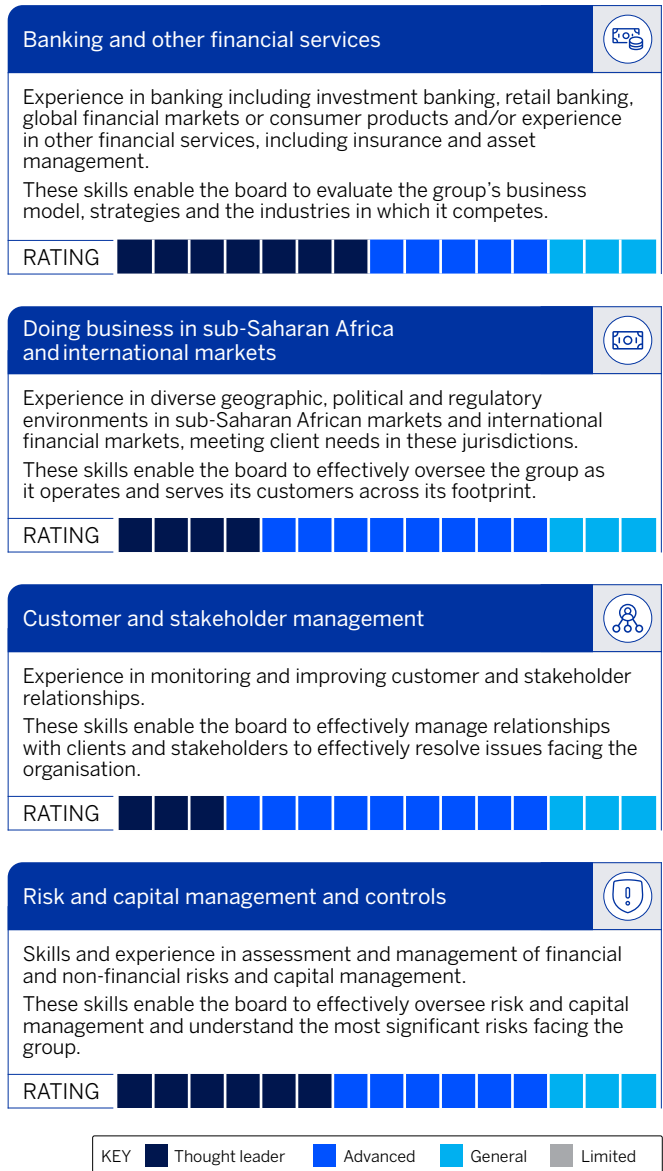 Banking and other financial services
Experience in banking including investment banking, retail banking,
global financial markets or consumer products and/or experience
in other financial services, including insurance and asset
management.
These skills enable the board to evaluate the group's business
model, strategies and the industries in which it competes.
RATING
Doing business in sub-Saharan Africa
and international markets
Experience in diverse geographic, political and regulatory
environments in sub-Saharan African markets and international
financial markets, meeting client needs in these jurisdictions.
These skills enable the board to effectively oversee the group as
it operates and serves its customers across its footprint.
RATING
Customer and stakeholder management
Experience in monitoring and improving customer and stakeholder
relationships.
These skills enable the board to effectively manage relationships
with clients and stakeholders to effectively resolve issues facing the
organisation.
RATING
Risk and capital management and controls
Skills and experience in assessment and management of financial
and non-financial risks and capital management.
These skills enable the board to effectively oversee risk and capital
management and understand the most significant risks facing the
group.
RATING
KEY Thought leader Advanced General Limited